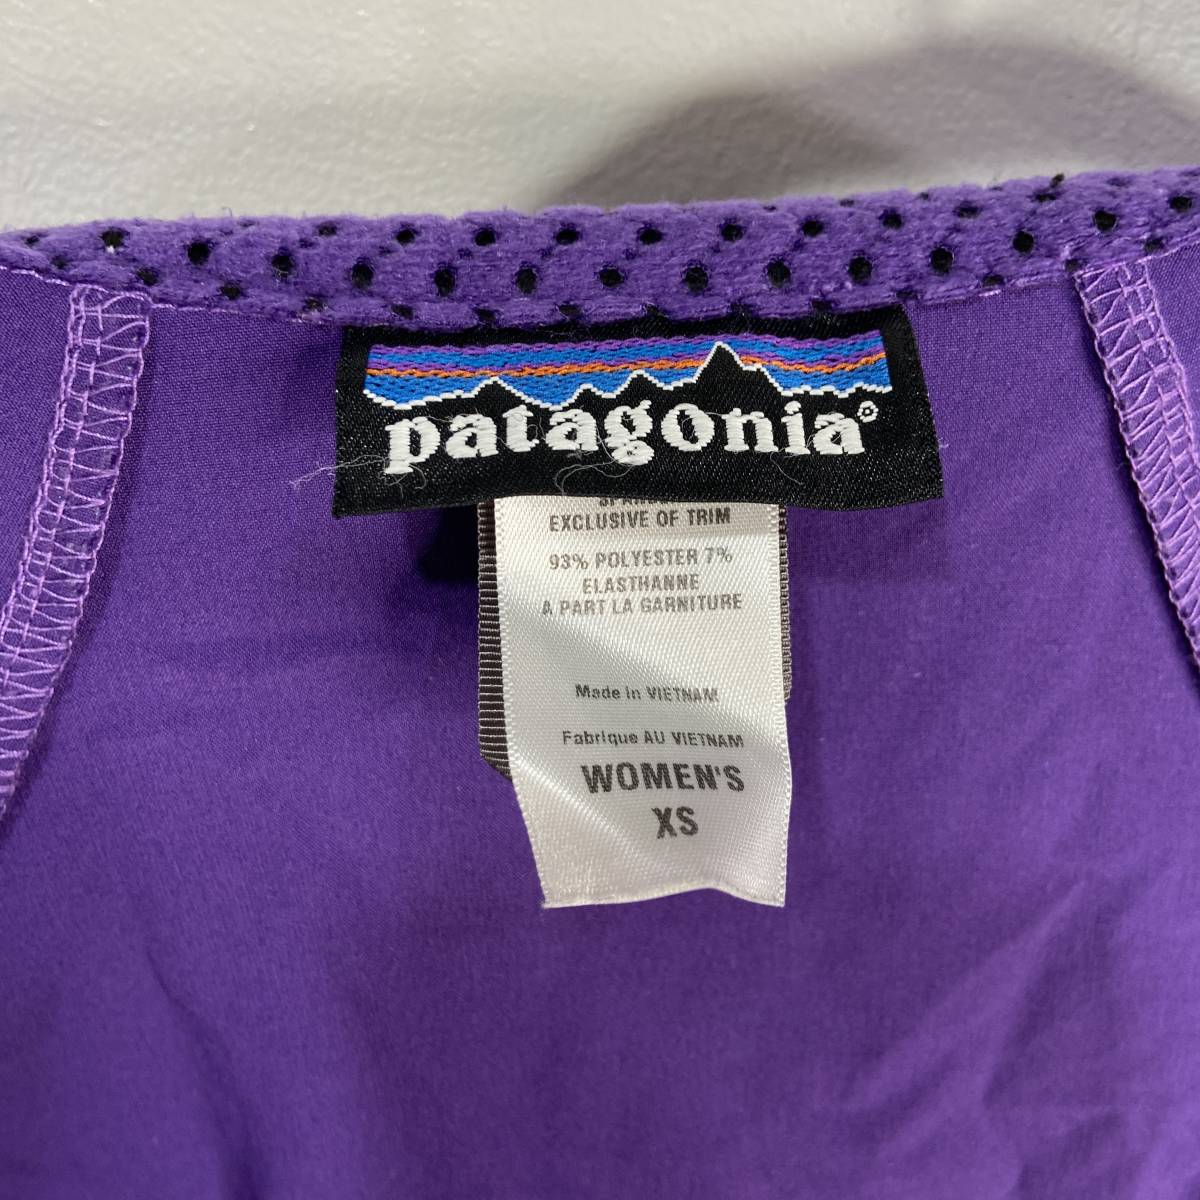 patagonia®
EXCLUSIVE OF TRIM
93% POLYESTER 7%
ELASTHANNE
A PART LA GARNITURE
Made in VIETNAM
Fabrique AU VIETNAM
WOMEN'S
XS